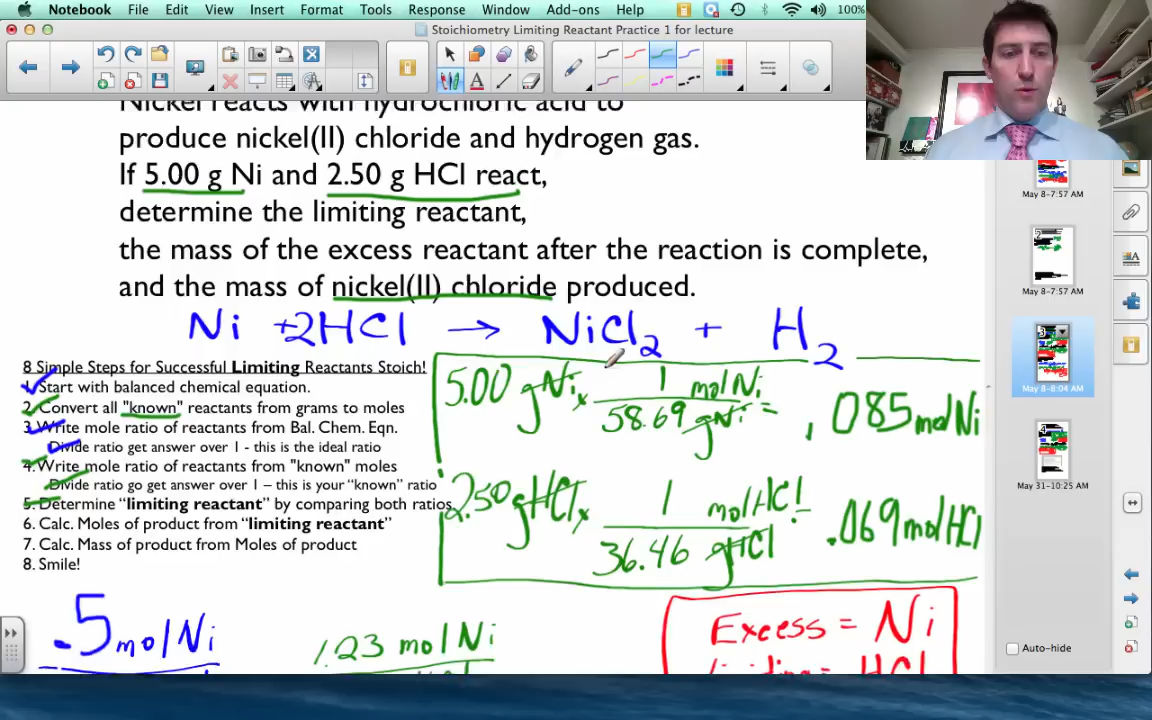 Notebook File Edit View Insert Format Tools Response Window Add-ons Help 100%
Stoichiometry Limiting Reactant Practice 1 for lecture
Nickel reacts with hydrochloric acid to
produce nickel(II) chloride and hydrogen gas.
If 5.00 g Ni and 2.50 g HCl react,
determine the limiting reactant,
the mass of the excess reactant after the reaction is complete,
and the mass of nickel(II) chloride produced.
Ni + 2HCl → NiCl2 + H2
8 Simple Steps for Successful Limiting Reactants Stoich!
1. Start with balanced chemical equation.
2. Convert all "known" reactants from grams to moles
3. Write mole ratio of reactants from Bal. Chem. Eqn.
Divide ratio get answer over 1 - this is the ideal ratio
4. Write mole ratio of reactants from "known" moles
Divide ratio go get answer over 1 – this is your "known" ratio
5. Determine “limiting reactant” by comparing both ratios
6. Calc. Moles of product from “limiting reactant”
7. Calc. Mass of product from Moles of product
8. Smile!
5.00 gNi x 1 mol Ni
58.69 gNi = .085 mol Ni
2.50 gHCl x 1 mol HCl
36.46 gHCl = .069 mol HCl
.5 mol Ni
1.23 mol Ni
Excess = Ni
Limiting = HCl
May 8-7:57 AM
2
May 8-7:57 AM
3
May 8-8:04 AM
4
May 31-10:25 AM
Auto-hide